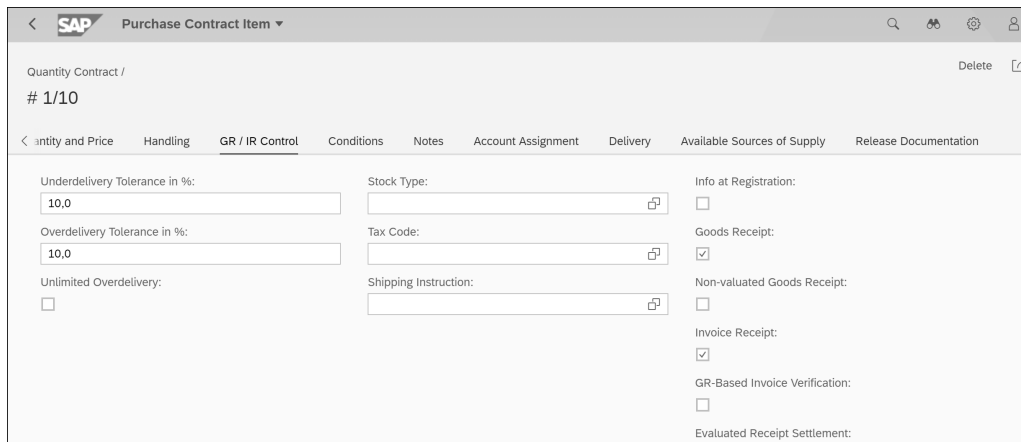 SAP Purchase Contract Item
Delete
Quantity Contract /
# 1/10
antity and Price Handling GR / IR Control Conditions Notes Account Assignment Delivery Available Sources of Supply Release Documentation
Underdelivery Tolerance in %: Stock Type: Info at Registration:
10,0
Overdelivery Tolerance in %: Tax Code: Goods Receipt:
10,0
Unlimited Overdelivery: Shipping Instruction: Non-valuated Goods Receipt:
Invoice Receipt:
GR-Based Invoice Verification:
Evaluated Receipt Settlement: